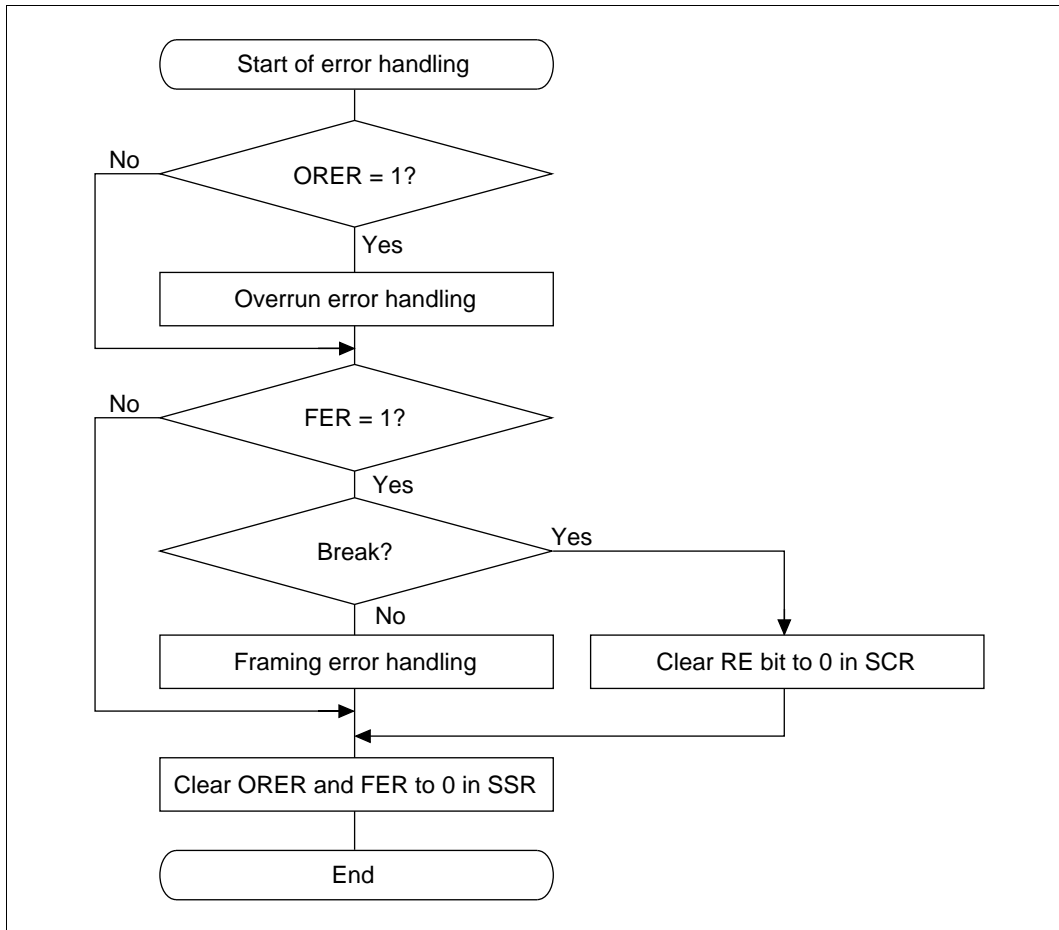 Start of error handling
No
ORER = 1?
Yes
Overrun error handling
No
FER = 1?
Yes
Break?
Yes
No
Framing error handling
Clear RE bit to 0 in SCR
Clear ORER and FER to 0 in SSR
End